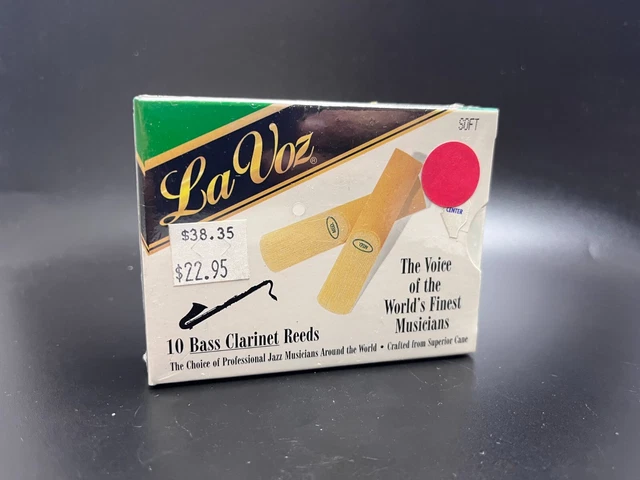 SOFT
La Voz®
CENTER
$38.35
$22.95
The Voice
of the
World's Finest
Musicians
10 Bass Clarinet Reeds
The Choice of Professional Jazz Musicians Around the World • Crafted from Superior Cane